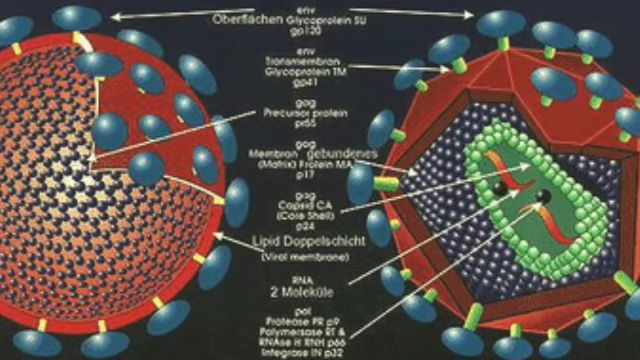 env
Oberflächen Glycoprotein SU
gp120
env
Transmembran
Glycoprotein TM
gp41
gag
Precursor protein
pr55
gag
Membran gebundenes
(Matrix) Protein MA
p17
gag
Capsid CA
(Core Shell)
p24
Lipid Doppelschicht
(Viral membrane)
RNA
2 Moleküle
pol
Protease PR p9
Polymersase RT &
RNAse H RNH p66
Integrase IN p32